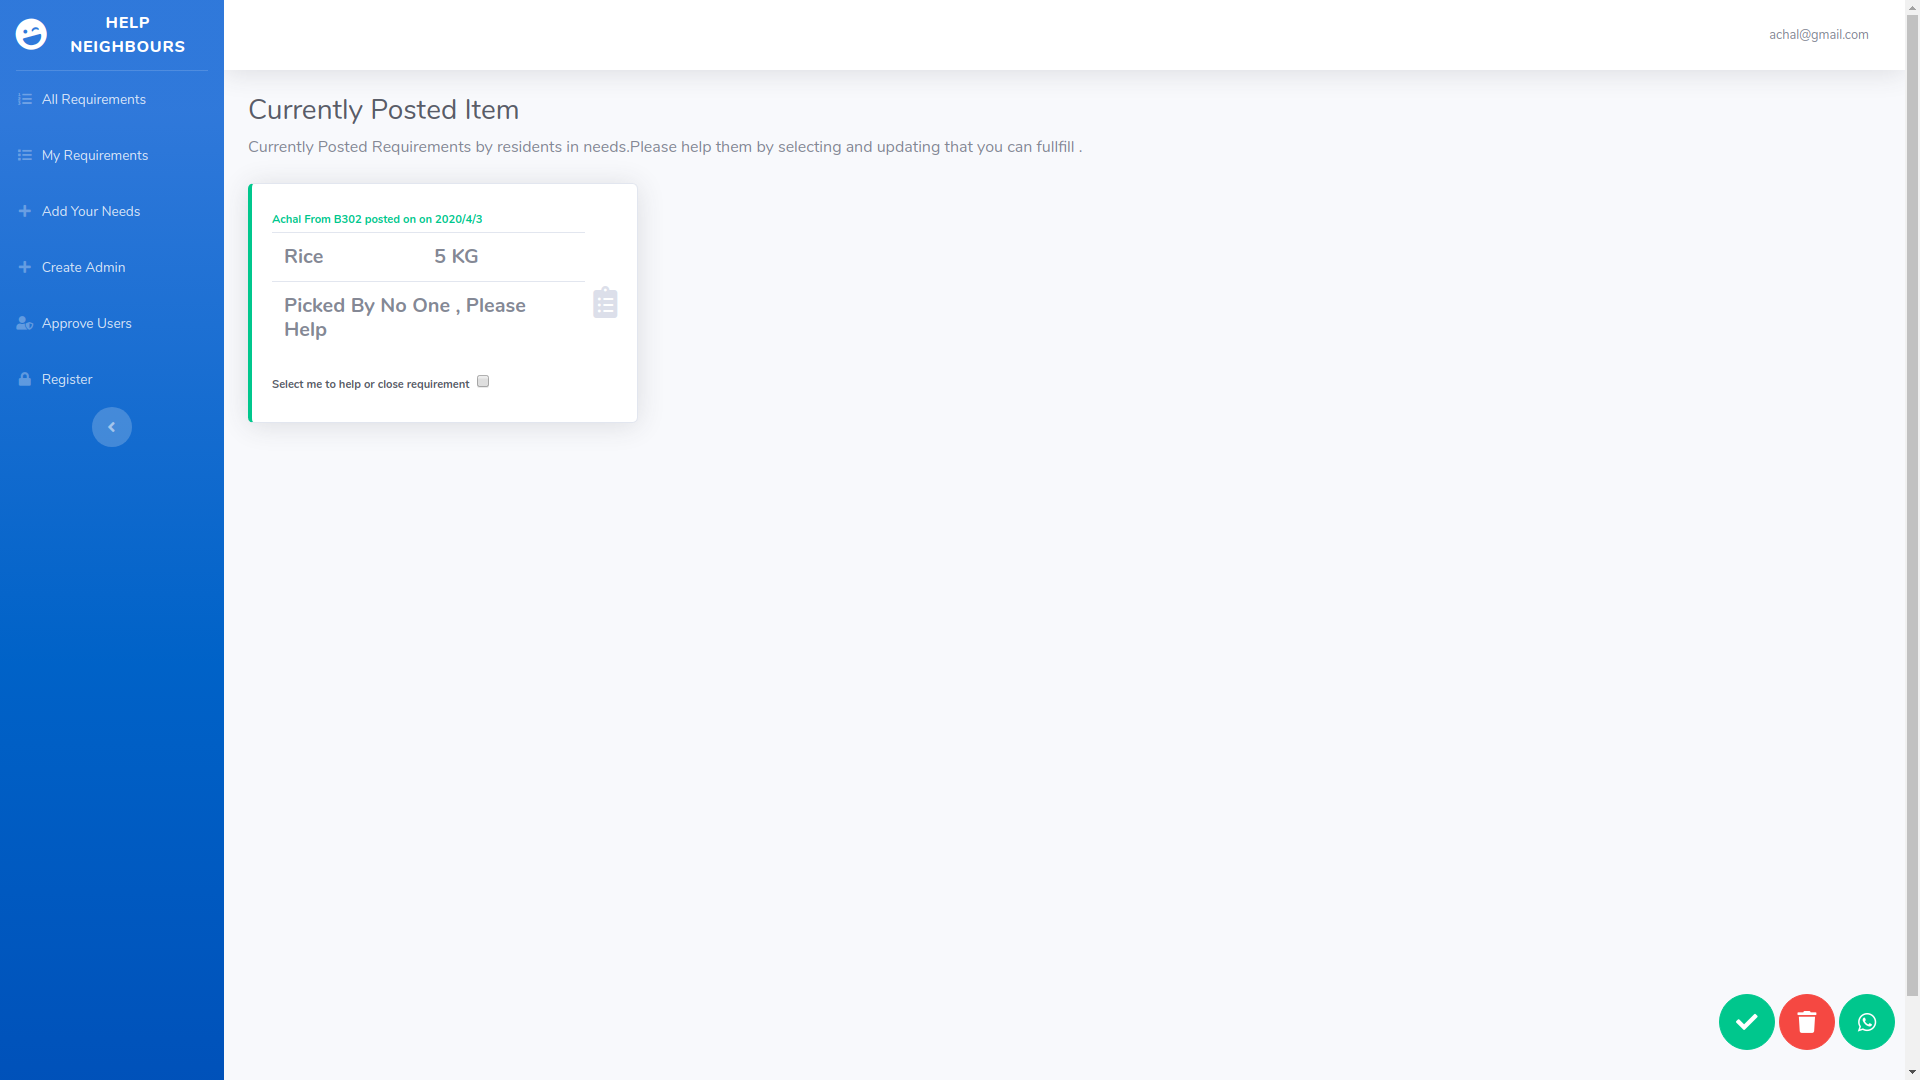 HELP
NEIGHBOURS
All Requirements
My Requirements
Add Your Needs
Create Admin
Approve Users
Register
achal@gmail.com
Currently Posted Item
Currently Posted Requirements by residents in needs.Please help them by selecting and updating that you can fullfill .
Achal From B302 posted on on 2020/4/3
Rice 5 KG
Picked By No One , Please
Help
Select me to help or close requirement